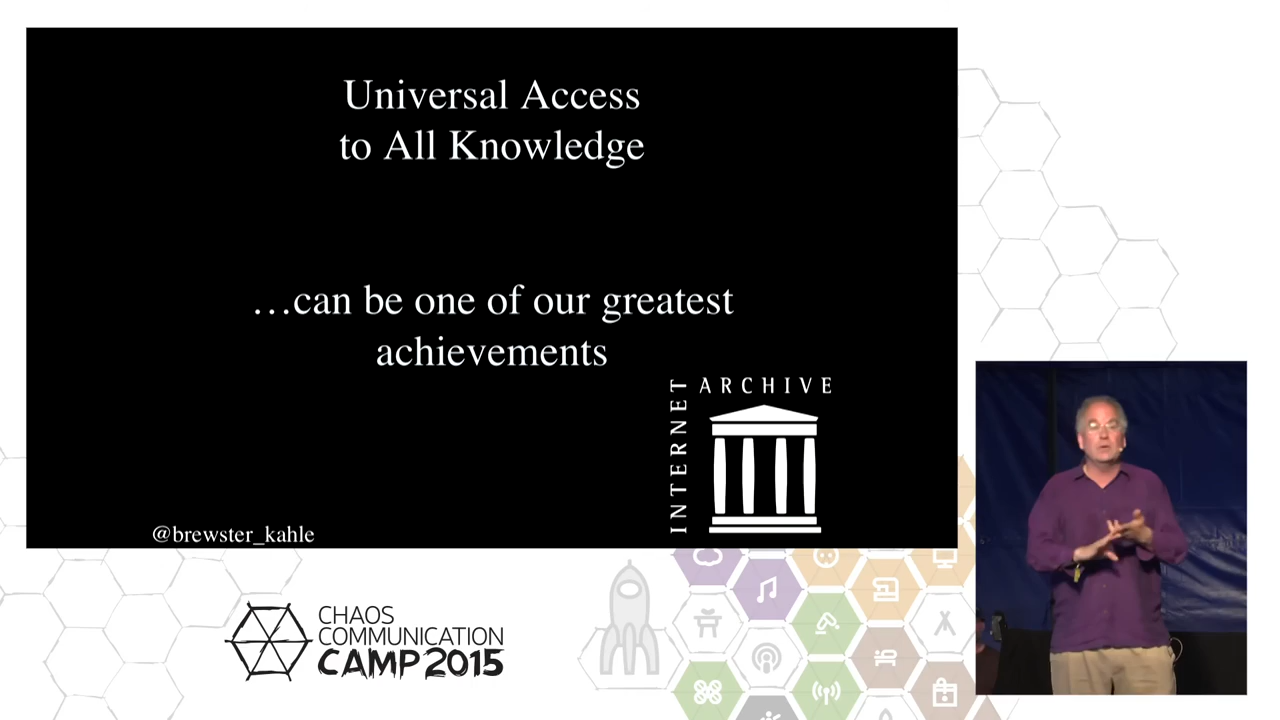 Universal Access
to All Knowledge
…can be one of our greatest
achievements
INTERNET
ARCHIVE
@brewster_kahle
CHAOS
COMMUNICATION
CAMP 2015